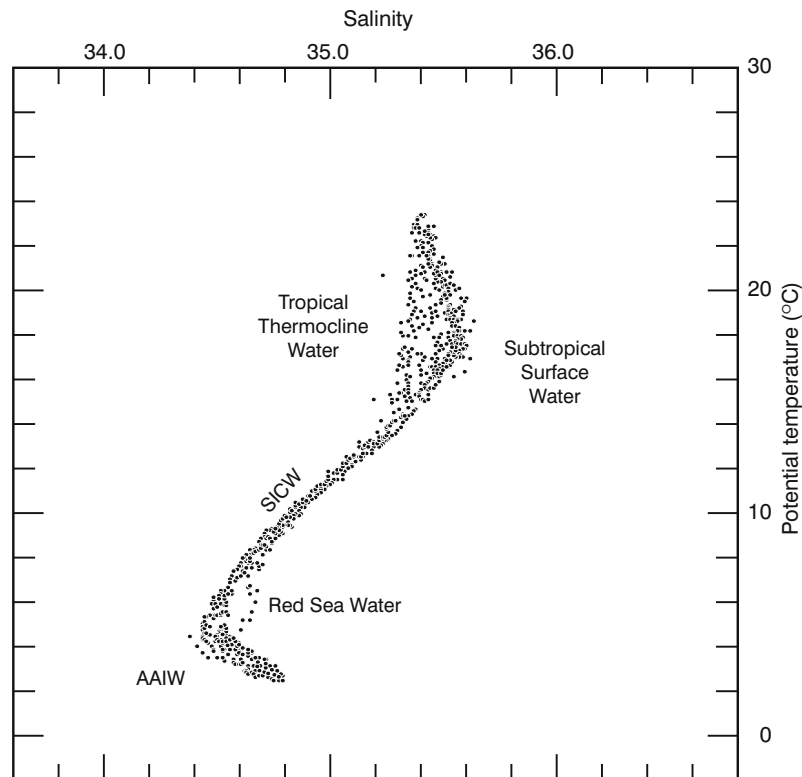 Salinity
34.0 35.0 36.0
30
20
10
0
Potential temperature (°C)
Tropical
Thermocline
Water
Subtropical
Surface
Water
SICW
Red Sea Water
AAIW